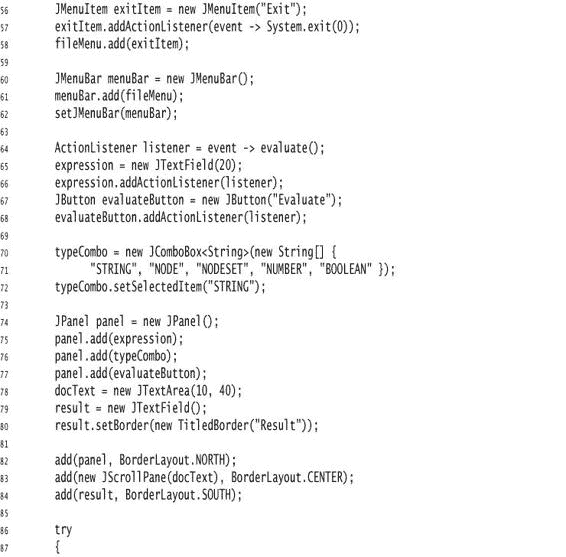 56 JMenuItem exitItem = new JMenuItem("Exit");
57 exitItem.addActionListener(event -> System.exit(0));
58 fileMenu.add(exitItem);
59
60 JMenuBar menuBar = new JMenuBar();
61 menuBar.add(fileMenu);
62 setJMenuBar(menuBar);
63
64 ActionListener listener = event -> evaluate();
65 expression = new JTextField(20);
66 expression.addActionListener(listener);
67 JButton evaluateButton = new JButton("Evaluate");
68 evaluateButton.addActionListener(listener);
69
70 typeCombo = new JComboBox<String>(new String[] {
71 "STRING", "NODE", "NODESET", "NUMBER", "BOOLEAN" });
72 typeCombo.setSelectedItem("STRING");
73
74 JPanel panel = new JPanel();
75 panel.add(expression);
76 panel.add(typeCombo);
77 panel.add(evaluateButton);
78 docText = new JTextArea(10, 40);
79 result = new JTextField();
80 result.setBorder(new TitledBorder("Result"));
81
82 add(panel, BorderLayout.NORTH);
83 add(new JScrollPane(docText), BorderLayout.CENTER);
84 add(result, BorderLayout.SOUTH);
85
86 try
87 {